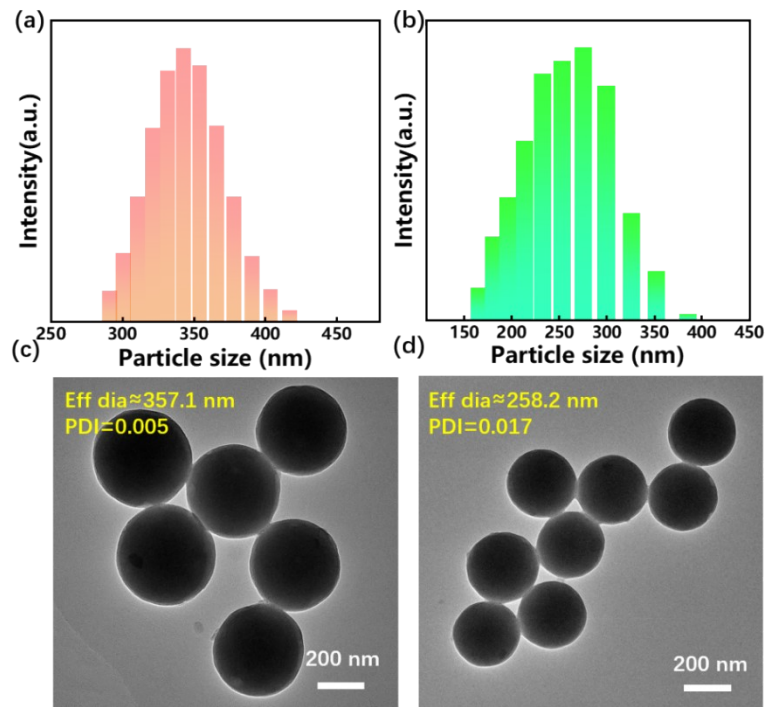 (a)
Intensity(a.u.)
250 300 350 400 450
Particle size (nm)
(b)
Intensity(a.u.)
150 200 250 300 350 400 450
Particle size (nm)
(c)
Eff dia≈357.1 nm
PDI=0.005
200 nm
(d)
Eff dia≈258.2 nm
PDI=0.017
200 nm